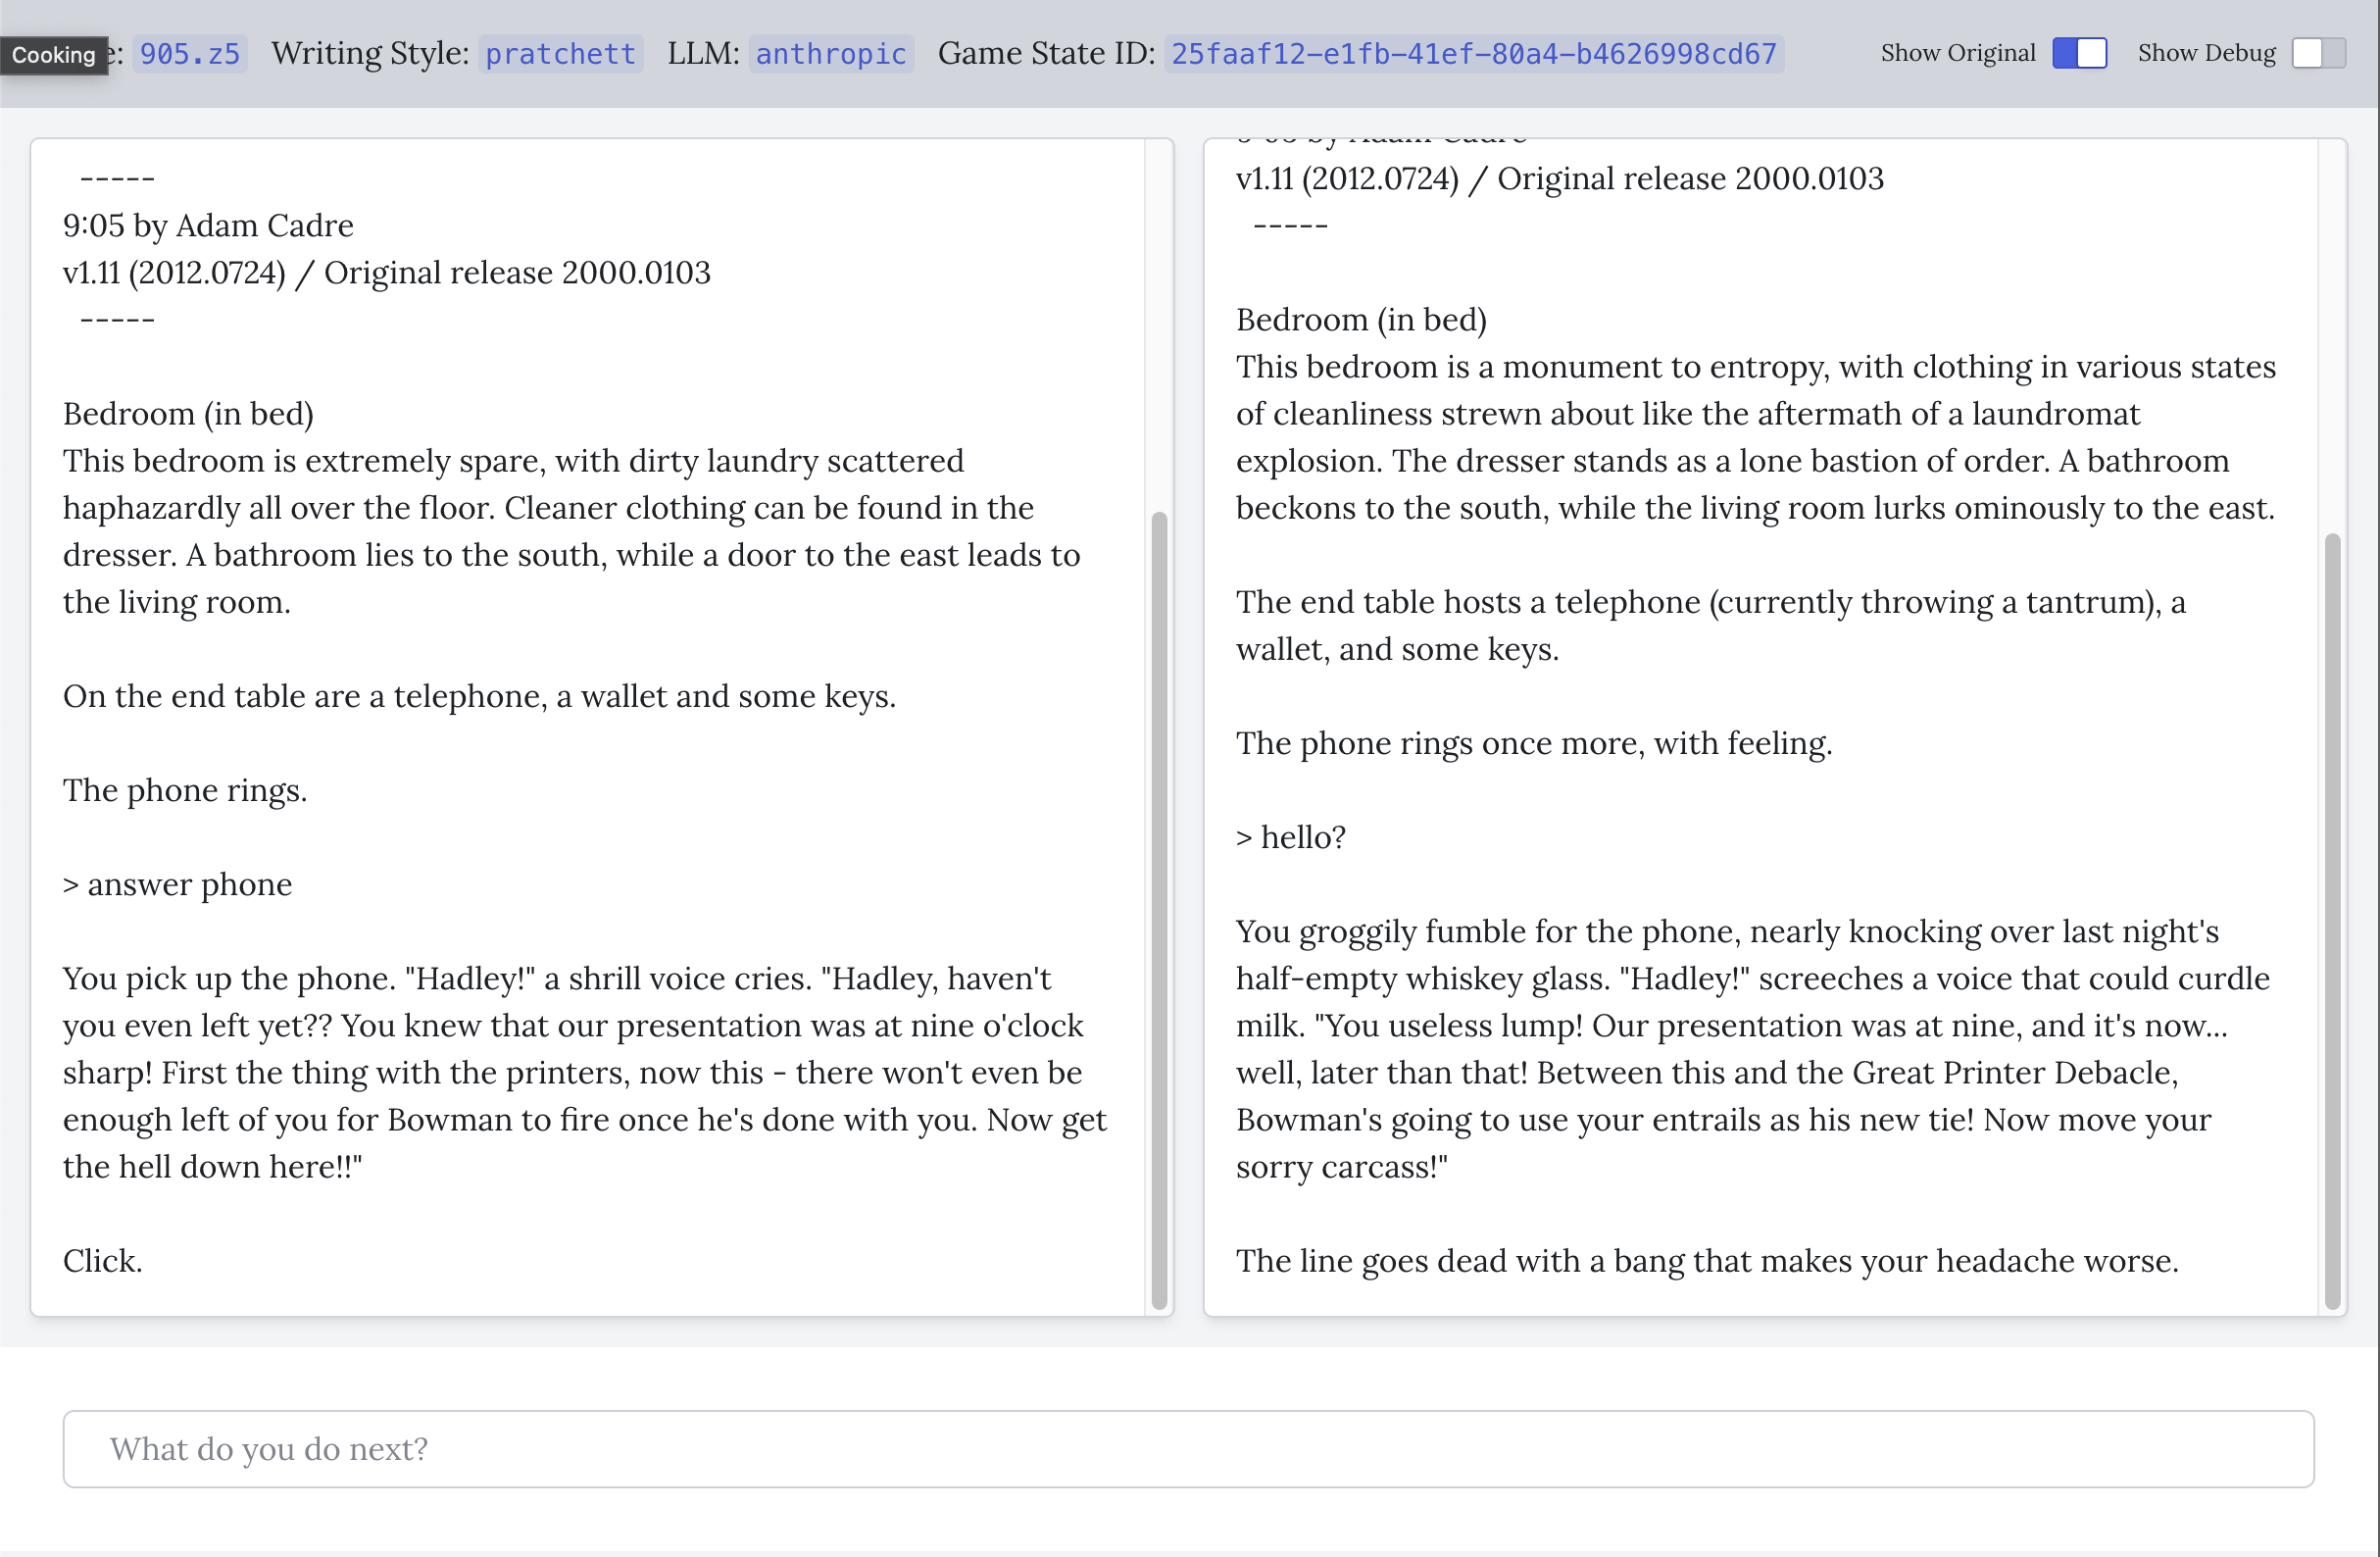 Cooking
e: 905.z5 Writing Style: pratchett LLM: anthropic Game State ID: 25faaf12-e1fb-41ef-80a4-b4626998cd67 Show Original Show Debug
-----
9:05 by Adam Cadre
v1.11 (2012.0724) / Original release 2000.0103
-----
Bedroom (in bed)
This bedroom is extremely spare, with dirty laundry scattered
haphazardly all over the floor. Cleaner clothing can be found in the
dresser. A bathroom lies to the south, while a door to the east leads to
the living room.
On the end table are a telephone, a wallet and some keys.
The phone rings.
> answer phone
You pick up the phone. "Hadley!" a shrill voice cries. "Hadley, haven't
you even left yet?? You knew that our presentation was at nine o'clock
sharp! First the thing with the printers, now this - there won't even be
enough left of you for Bowman to fire once he's done with you. Now get
the hell down here!!"
Click.
9:05 by Adam Cadre
v1.11 (2012.0724) / Original release 2000.0103
-----
Bedroom (in bed)
This bedroom is a monument to entropy, with clothing in various states
of cleanliness strewn about like the aftermath of a laundromat
explosion. The dresser stands as a lone bastion of order. A bathroom
beckons to the south, while the living room lurks ominously to the east.
The end table hosts a telephone (currently throwing a tantrum), a
wallet, and some keys.
The phone rings once more, with feeling.
> hello?
You groggily fumble for the phone, nearly knocking over last night's
half-empty whiskey glass. "Hadley!" screeches a voice that could curdle
milk. "You useless lump! Our presentation was at nine, and it's now...
well, later than that! Between this and the Great Printer Debacle,
Bowman's going to use your entrails as his new tie! Now move your
sorry carcass!"
The line goes dead with a bang that makes your headache worse.
What do you do next?